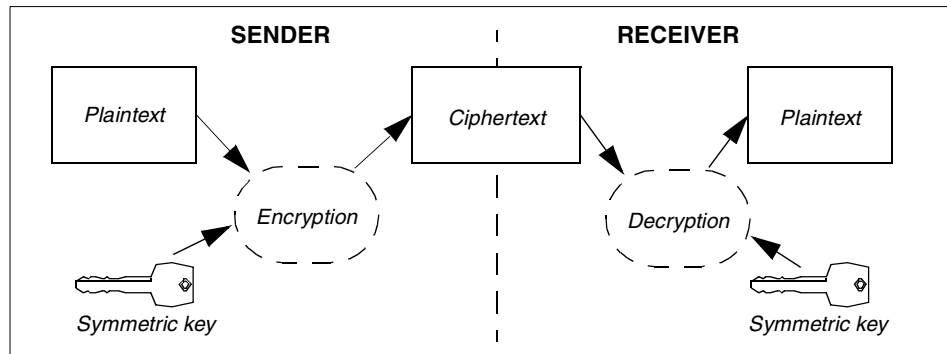 SENDER
RECEIVER
Plaintext
Ciphertext
Plaintext
Encryption
Decryption
Symmetric key
Symmetric key